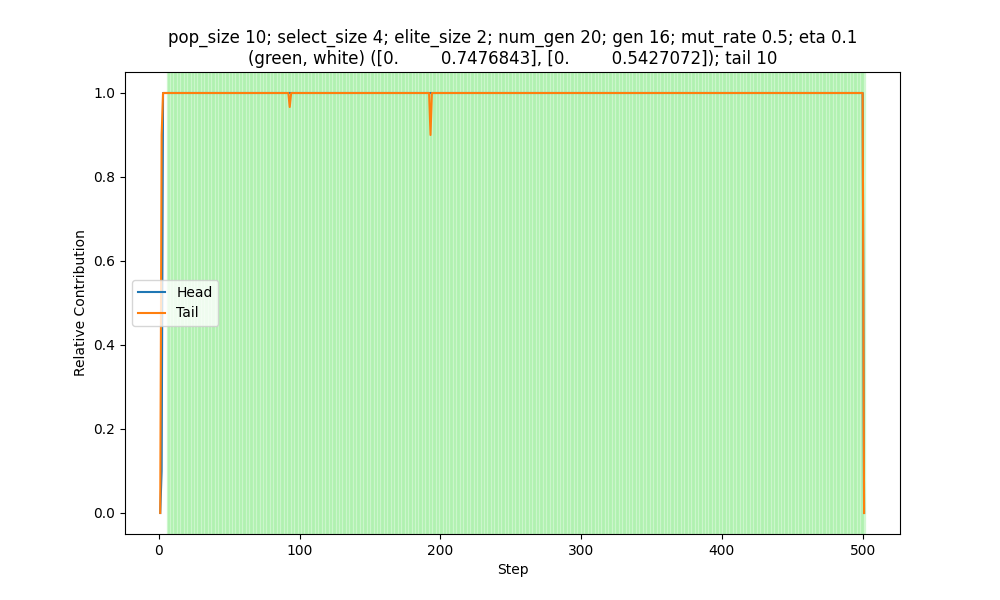 pop_size 10; select_size 4; elite_size 2; num_gen 20; gen 16; mut_rate 0.5; eta 0.1
(green, white) ([0. 0.7476843], [0. 0.5427072]); tail 10
1.0
0.8
0.6
0.4
0.2
0.0
Relative Contribution
Head
Tail
0 100 200 300 400 500
Step